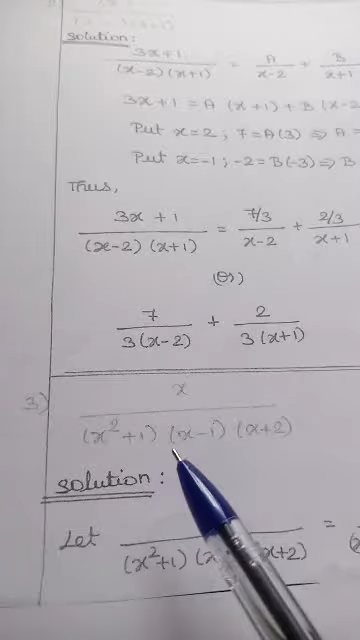 Solution:
3x+1 / (x-2)(x+1) = A / x-2 + B / x+1
3x+1 = A (x+1) + B (x-2
Put x=2, 7=A(3) ⇒ A =
Put x=-1; -2=B(-3) ⇒ B
Thus,
3x+1 / (x-2)(x+1) = 7/3 / x-2 + 2/3 / x+1
(or)
7 / 3(x-2) + 2 / 3(x+1)
3) x / (x²+1) (x-1) (x+2)
Solution:
Let / (x²+1) (x x+2) =